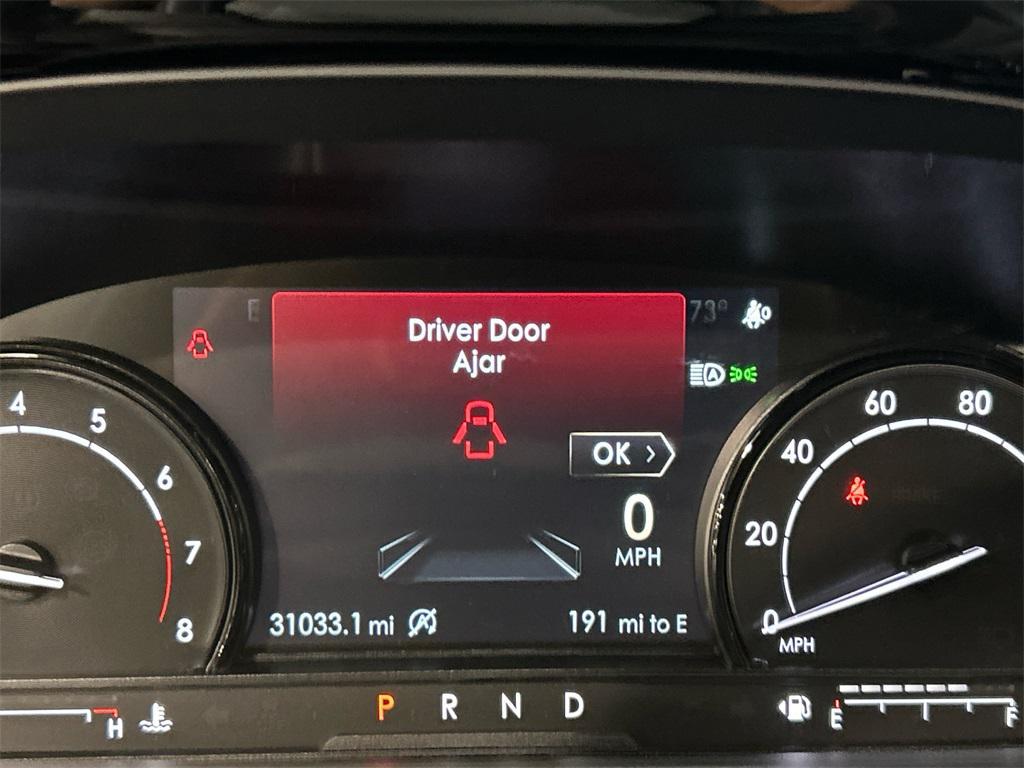 E
Driver Door
73°
Ajar
OK >
4
5
6
7
8
60
80
40
20
0
MPH
0
MPH
31033.1 mi
191 mi to E
H
P R N D
E
F